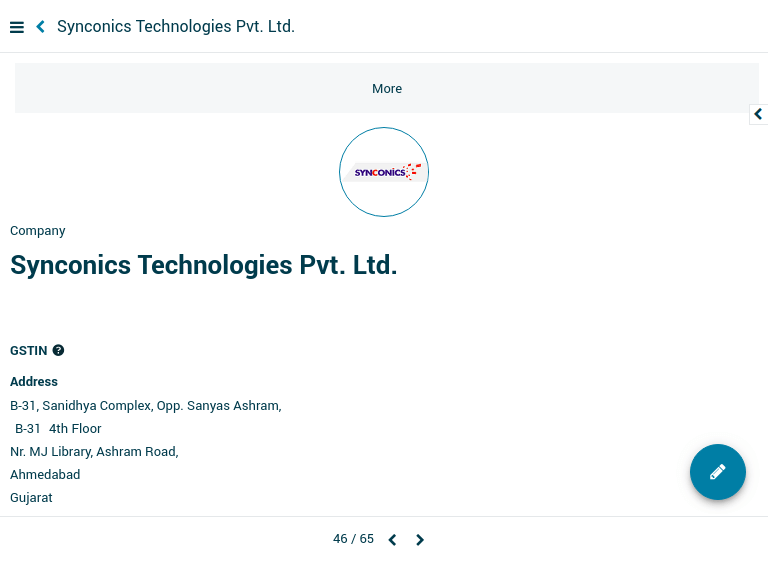 Synconics Technologies Pvt. Ltd.
More
SYNCONICS
Company
Synconics Technologies Pvt. Ltd.
GSTIN ?
Address
B-31, Sanidhya Complex, Opp. Sanyas Ashram,
B-31 4th Floor
Nr. MJ Library, Ashram Road,
Ahmedabad
Gujarat
46 / 65